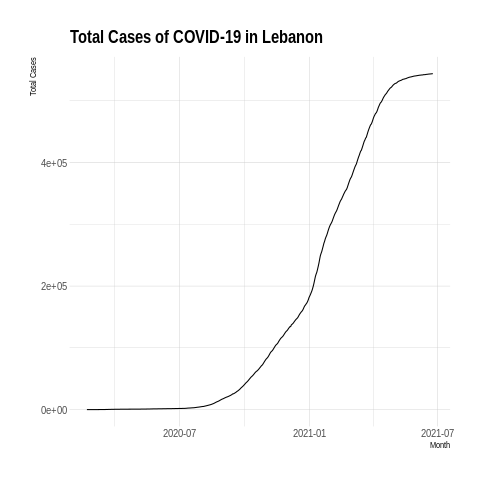 Total Cases of COVID-19 in Lebanon
Total Cases
4e+05
2e+05
0e+00
2020-07 2021-01 2021-07
Month